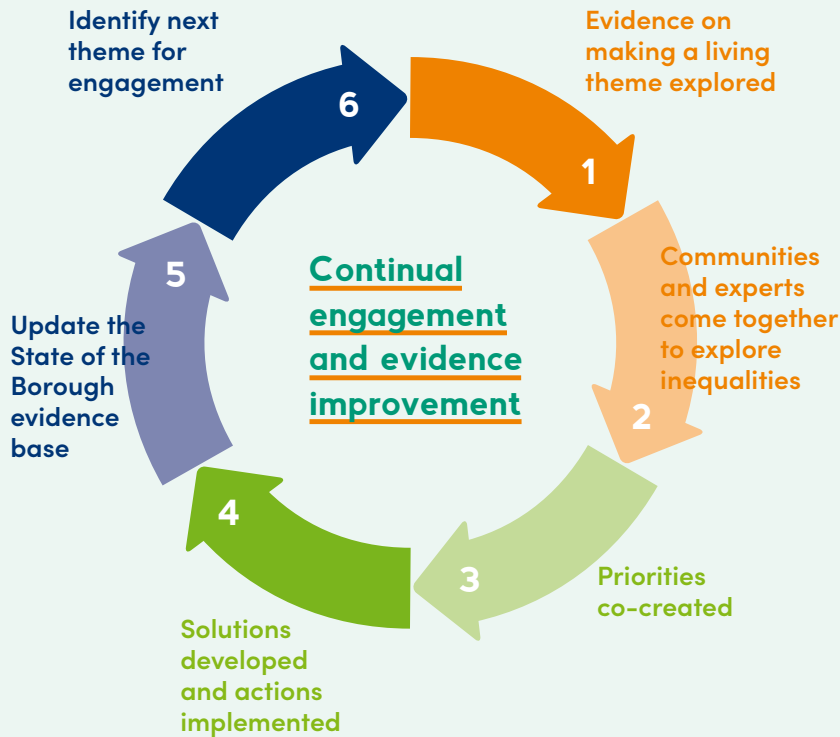 Identify next
theme for
engagement
6
Evidence on
making a living
theme explored
1
Communities
and experts
come together
to explore
inequalities
2
Priorities
co-created
3
Solutions
developed
and actions
implemented
4
Update the
State of the
Borough
evidence
base
5
Continual
engagement
and evidence
improvement